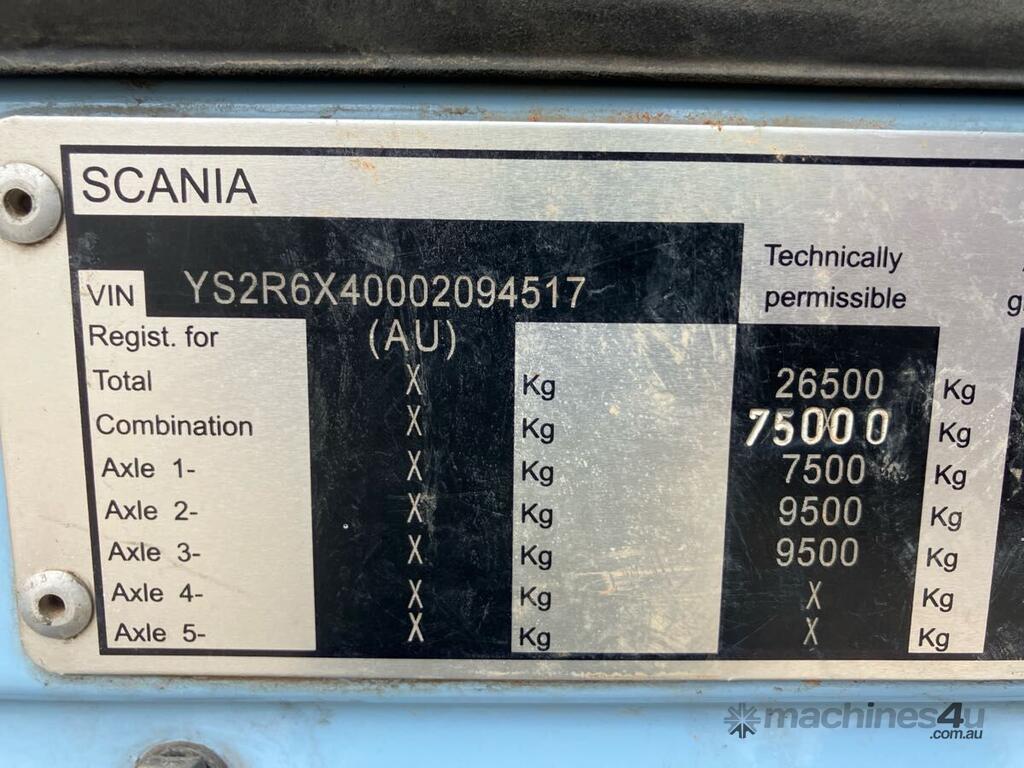 SCANIA
VIN YS2R6X40002094517
Technically
permissible
g
Regist. for (AU)
Total X Kg 26500 Kg
Combination X Kg 75000 Kg
Axle 1- X Kg 7500 Kg
Axle 2- X Kg 9500 Kg
Axle 3- X Kg 9500 Kg
Axle 4- X Kg X Kg
Axle 5- X Kg X Kg
machines4u
.com.au